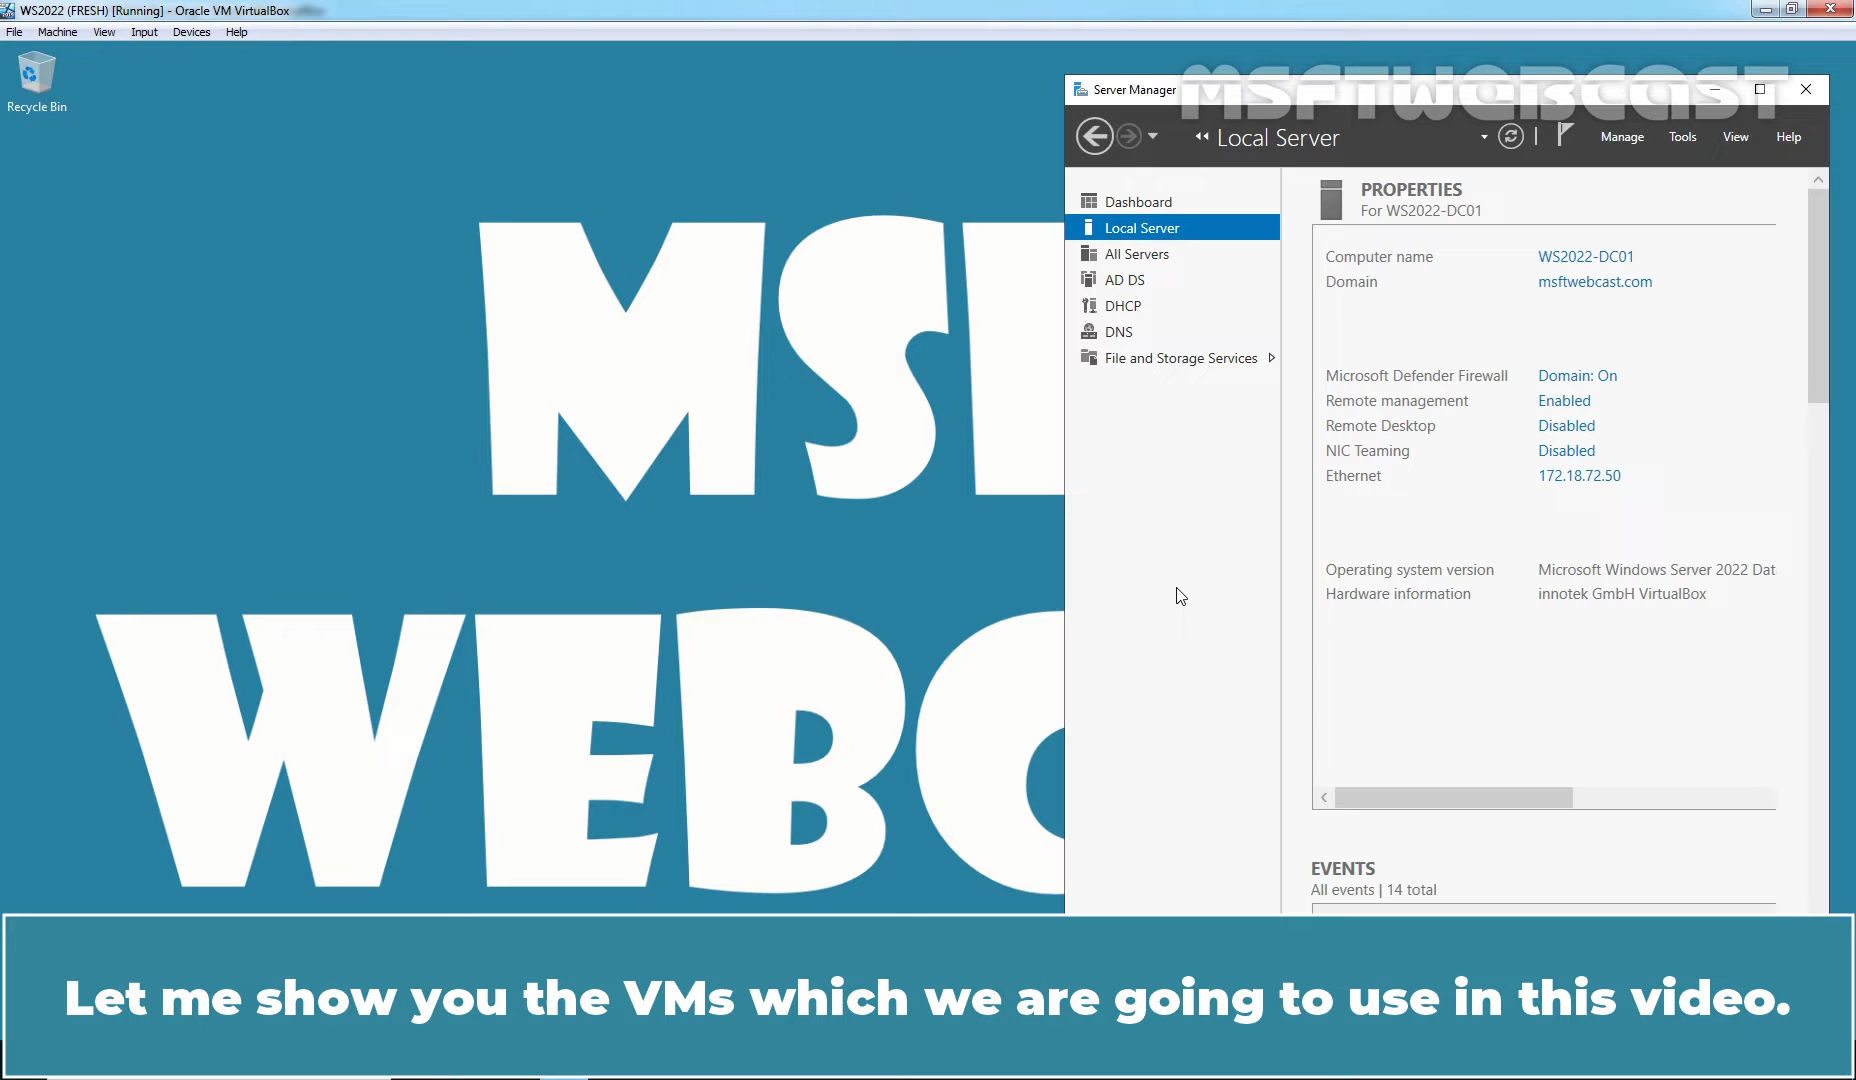 WS2022 (FRESH) [Running] - Oracle VM VirtualBox
File Machine View Input Devices Help
Recycle Bin
MSFTWEBCAST
Server Manager
Local Server
Manage Tools View Help
Dashboard
Local Server
All Servers
AD DS
DHCP
DNS
File and Storage Services
PROPERTIES
For WS2022-DC01
Computer name WS2022-DC01
Domain msftwebcast.com
Microsoft Defender Firewall Domain: On
Remote management Enabled
Remote Desktop Disabled
NIC Teaming Disabled
Ethernet 172.18.72.50
Operating system version Microsoft Windows Server 2022 Dat
Hardware information innotek GmbH VirtualBox
EVENTS
All events | 14 total
MS
WEBC
Let me show you the VMs which we are going to use in this video.